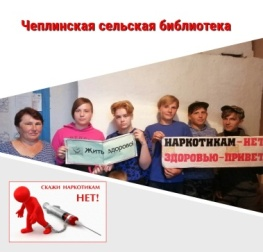 Чеплинская сельская библиотека
Жить
здорово!
НАРКОТИКАМ-НЕТ
ЗДОРОВЬЮ-ПРИВЕТ
СКАЖИ НАРКОТИКАМ
НЕТ!